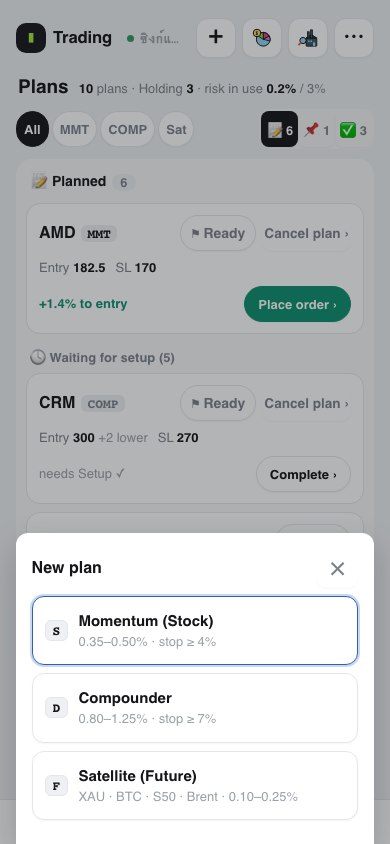 Trading
ซิงก์แ...
Plans 10 plans · Holding 3 · risk in use 0.2% / 3%
All MMT COMP Sat 6 1 3
Planned 6
AMD MMT Ready Cancel plan ›
Entry 182.5 SL 170
+1.4% to entry Place order ›
Waiting for setup (5)
CRM COMP Ready Cancel plan ›
Entry 300 +2 lower SL 270
needs Setup ✓ Complete ›
New plan
S Momentum (Stock)
0.35–0.50% · stop ≥ 4%
D Compounder
0.80–1.25% · stop ≥ 7%
F Satellite (Future)
XAU · BTC · S50 · Brent · 0.10–0.25%